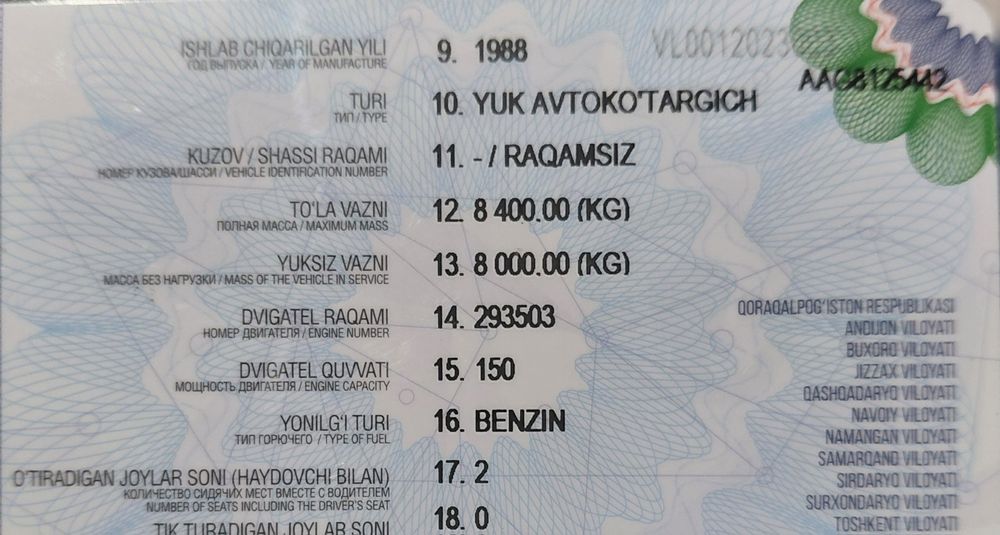 ISHLAB CHIQARILGAN YILI 9. 1988
ГОД ВЫПУСКА / YEAR OF MANUFACTURE
VL0012023
AAG8125442
TURI 10. YUK AVTOKO'TARGICH
ТИП / TYPE
KUZOV / SHASSI RAQAMI 11. - / RAQAMSIZ
НОМЕР КУЗОВА/ШАССИ / VEHICLE IDENTIFICATION NUMBER
TO'LA VAZNI 12. 8 400.00 (KG)
ПОЛНАЯ МАССА / MAXIMUM MASS
YUKSIZ VAZNI 13. 8 000.00 (KG)
МАССА БЕЗ НАГРУЗКИ / MASS OF THE VEHICLE IN SERVICE
DVIGATEL RAQAMI 14. 293503
НОМЕР ДВИГАТЕЛЯ / ENGINE NUMBER
DVIGATEL QUVVATI 15. 150
МОЩНОСТЬ ДВИГАТЕЛЯ / ENGINE CAPACITY
YONILG'I TURI 16. BENZIN
ТИП ГОРЮЧЕГО / TYPE OF FUEL
O'TIRADIGAN JOYLAR SONI (HAYDOVCHI BILAN) 17. 2
КОЛИЧЕСТВО СИДЯЧИХ МЕСТ ВМЕСТЕ С ВОДИТЕЛЕМ
NUMBER OF SEATS INCLUDING THE DRIVER'S SEAT
TIK TURADIGAN JOYLAR SONI 18. 0
QORAQALPOG'ISTON RESPUBLIKASI
ANDIJON VILOYATI
BUXORO VILOYATI
JIZZAX VILOYATI
QASHQADARYO VILOYATI
NAVOIY VILOYATI
NAMANGAN VILOYATI
SAMARQAND VILOYATI
SIRDARYO VILOYATI
SURXONDARYO VILOYATI
TOSHKENT VILOYATI